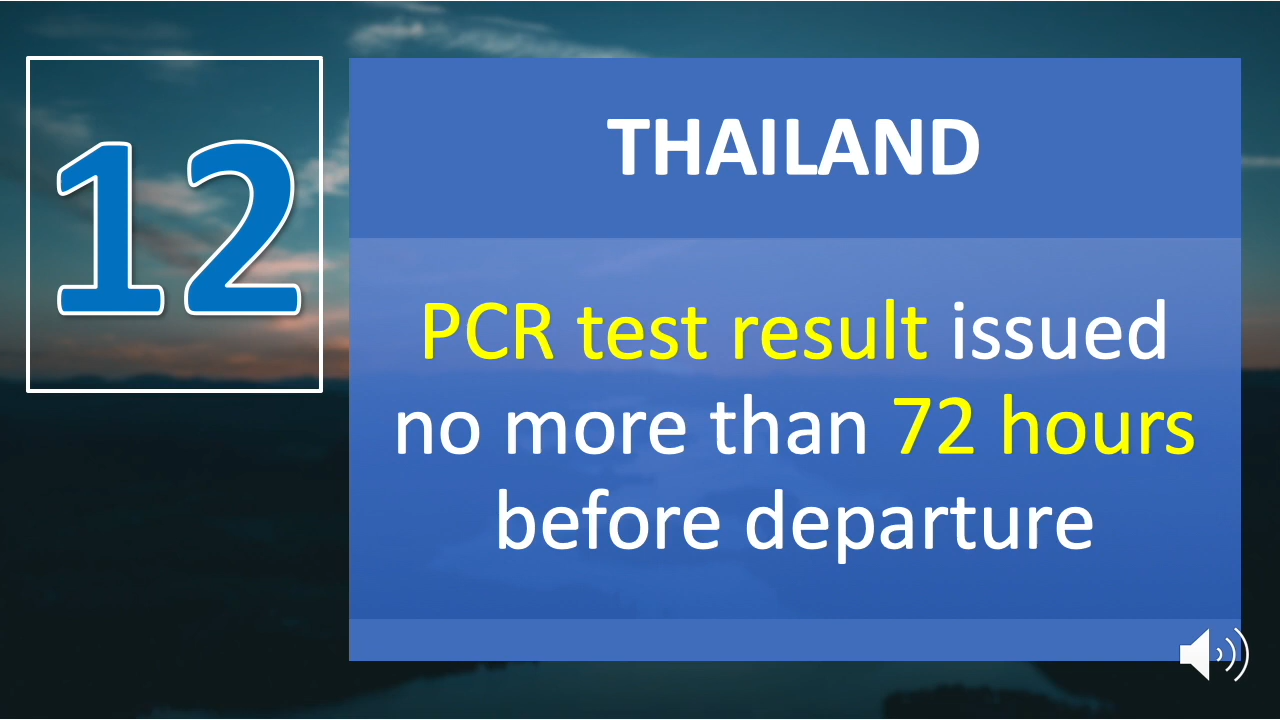 12
THAILAND
PCR test result issued
no more than 72 hours
before departure